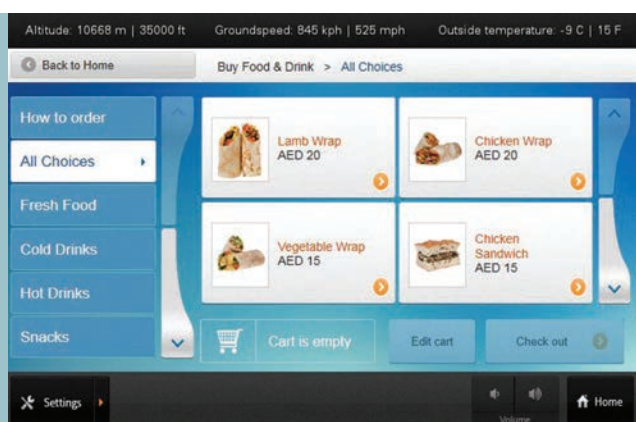 Altitude: 10668 m | 35000 ft Groundspeed: 845 kph | 525 mph Outside temperature: -9 C | 15 F
Back to Home
Buy Food & Drink > All Choices
How to order
All Choices
Fresh Food
Cold Drinks
Hot Drinks
Snacks
Lamb Wrap
AED 20
Chicken Wrap
AED 20
Vegetable Wrap
AED 15
Chicken
Sandwich
AED 15
Cart is empty
Edit cart
Check out
Settings
Volume
Home